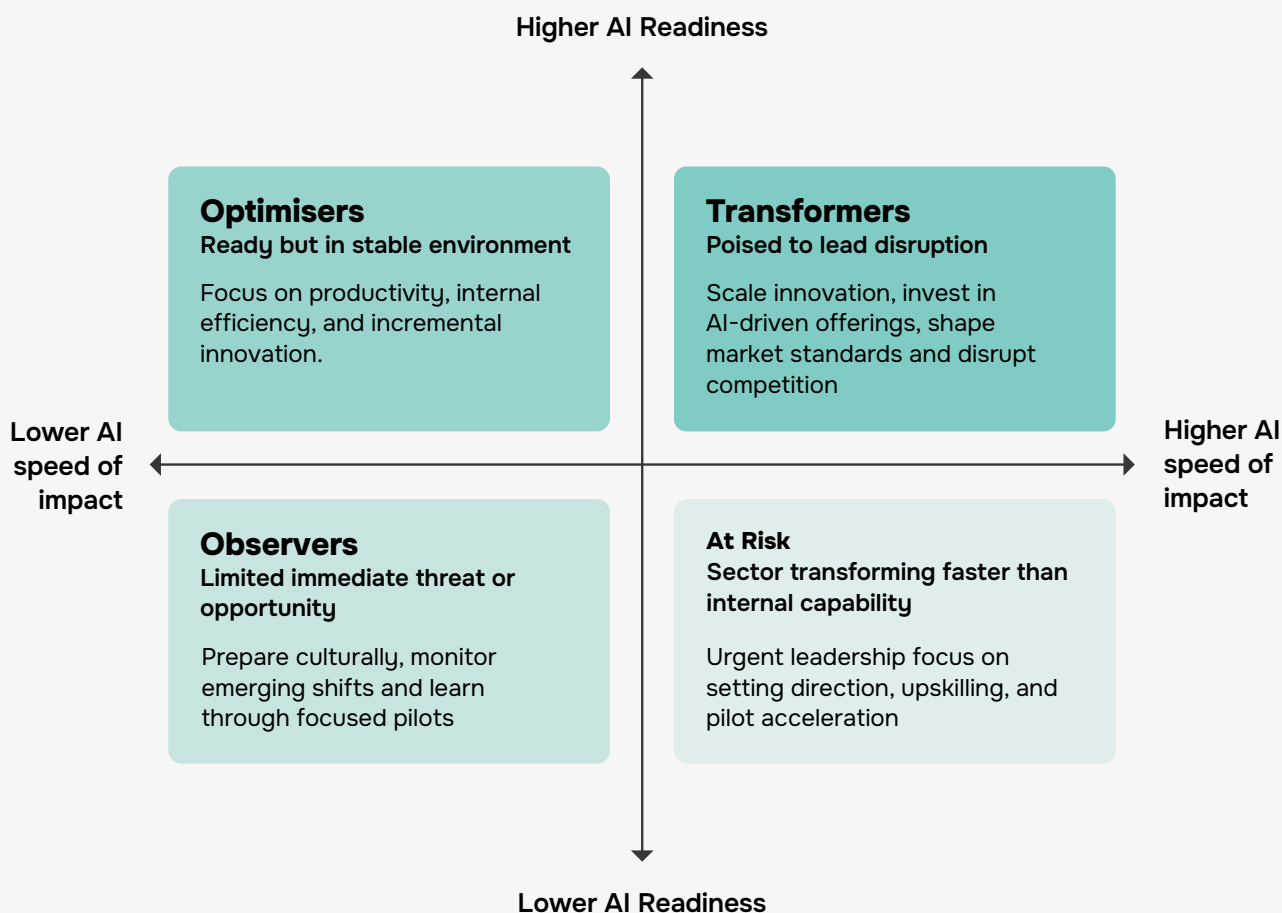 Higher AI Readiness
Optimisers
Ready but in stable environment
Focus on productivity, internal
efficiency, and incremental
innovation.
Transformers
Poised to lead disruption
Scale innovation, invest in
AI-driven offerings, shape
market standards and disrupt
competition
Lower AI
speed of
impact
Higher AI
speed of
impact
Observers
Limited immediate threat or
opportunity
Prepare culturally, monitor
emerging shifts and learn
through focused pilots
At Risk
Sector transforming faster than
internal capability
Urgent leadership focus on
setting direction, upskilling, and
pilot acceleration
Lower AI Readiness